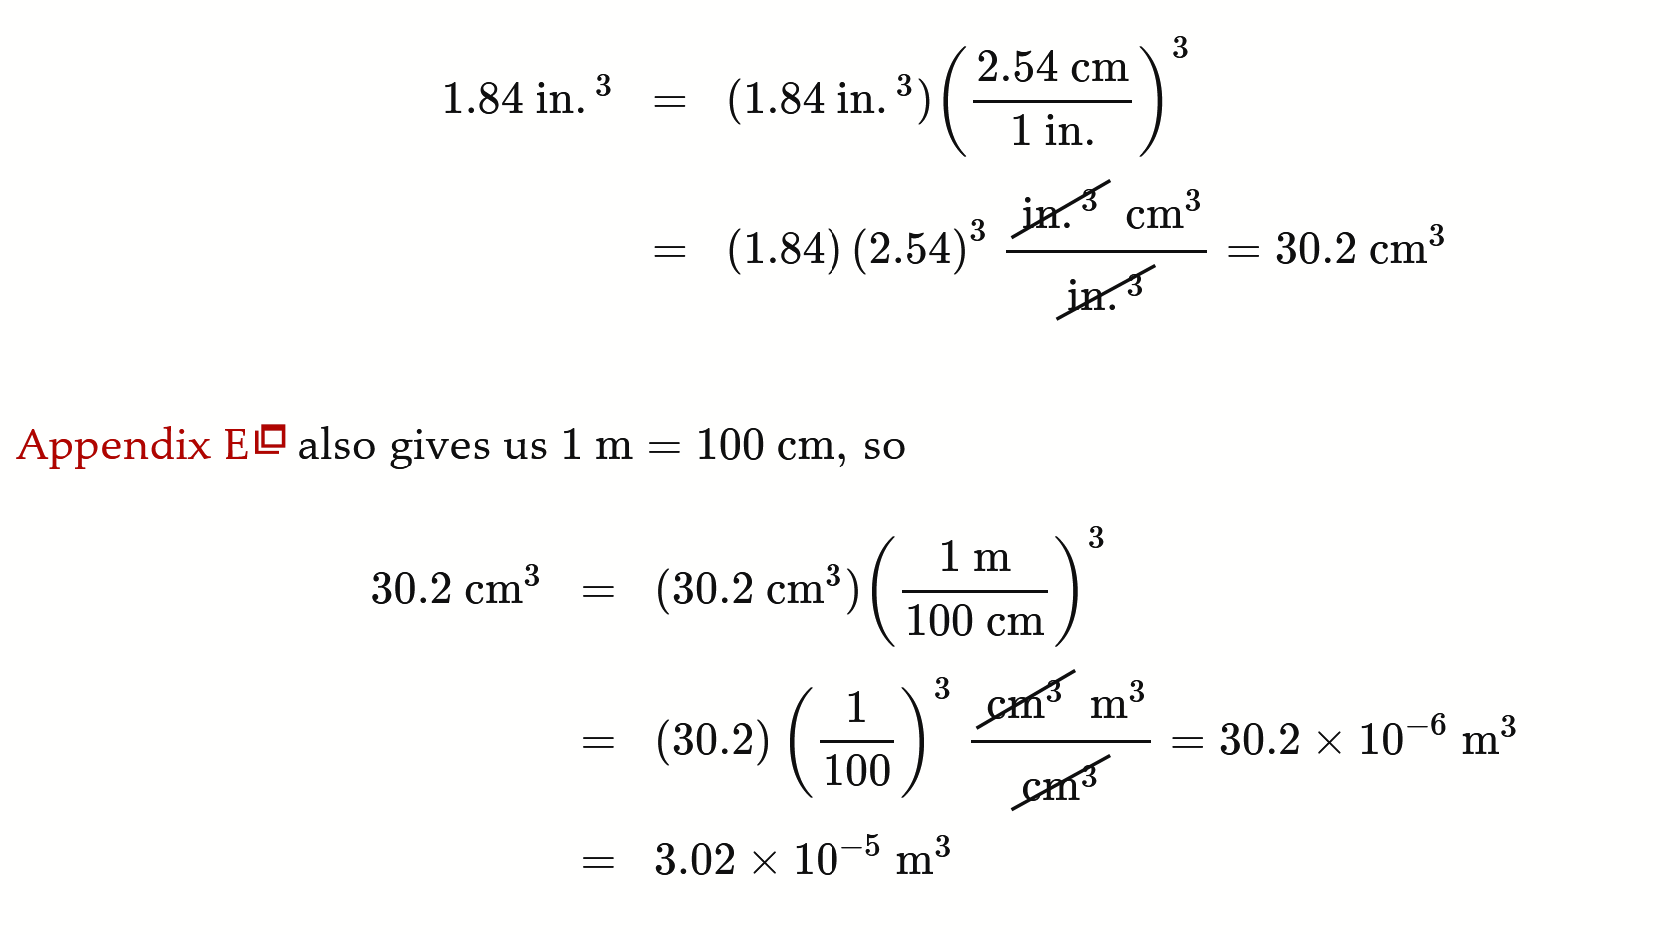 1.84 in.³ = (1.84 in.³)(2.54 cm / 1 in.)³
= (1.84) (2.54)³ in.³ cm³ / in.³ = 30.2 cm³
Appendix E also gives us 1 m = 100 cm, so
30.2 cm³ = (30.2 cm³)(1 m / 100 cm)³
= (30.2) (1 / 100)³ cm³ m³ / cm³ = 30.2 × 10⁻⁶ m³
= 3.02 × 10⁻⁵ m³